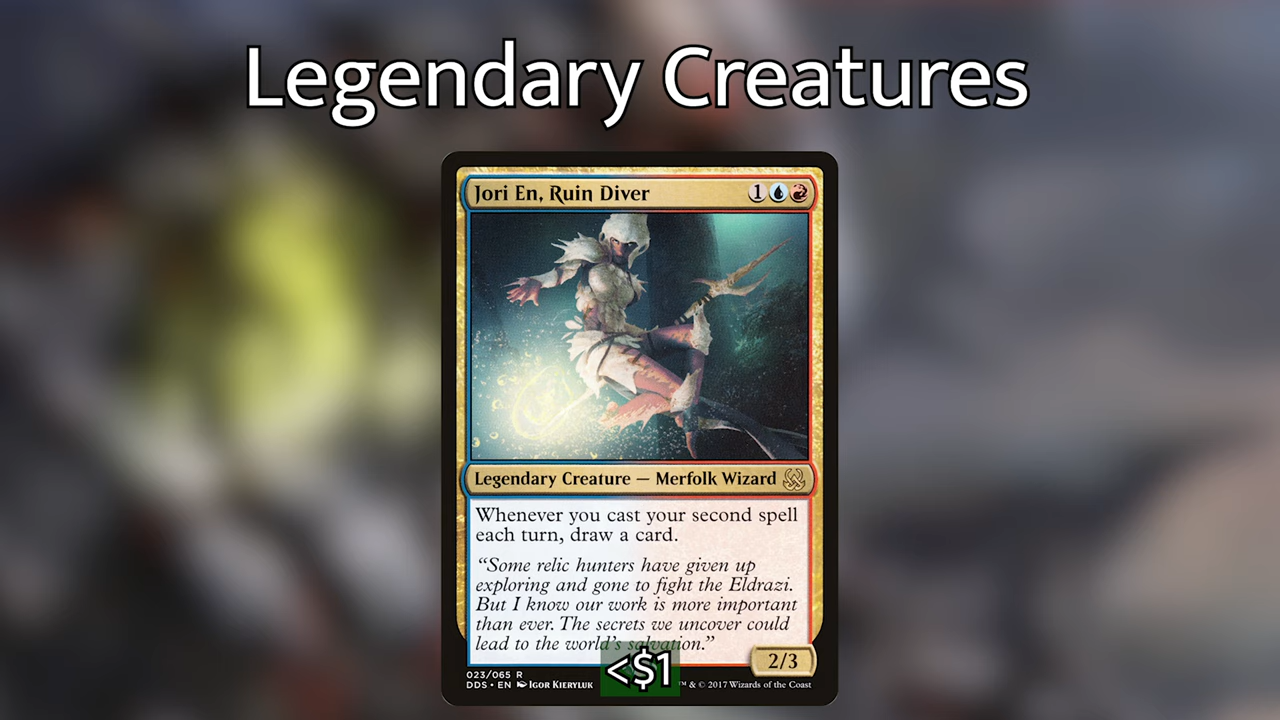 Legendary Creatures
Jori En, Ruin Diver 1
Legendary Creature — Merfolk Wizard
Whenever you cast your second spell
each turn, draw a card.
“Some relic hunters have given up
exploring and gone to fight the Eldrazi.
But I know our work is more important
than ever. The secrets we uncover could
lead to the world’s salvation.”
2/3
<$1
023/065 R
DDS • EN Igor Kieryluk ™ & © 2017 Wizards of the Coast